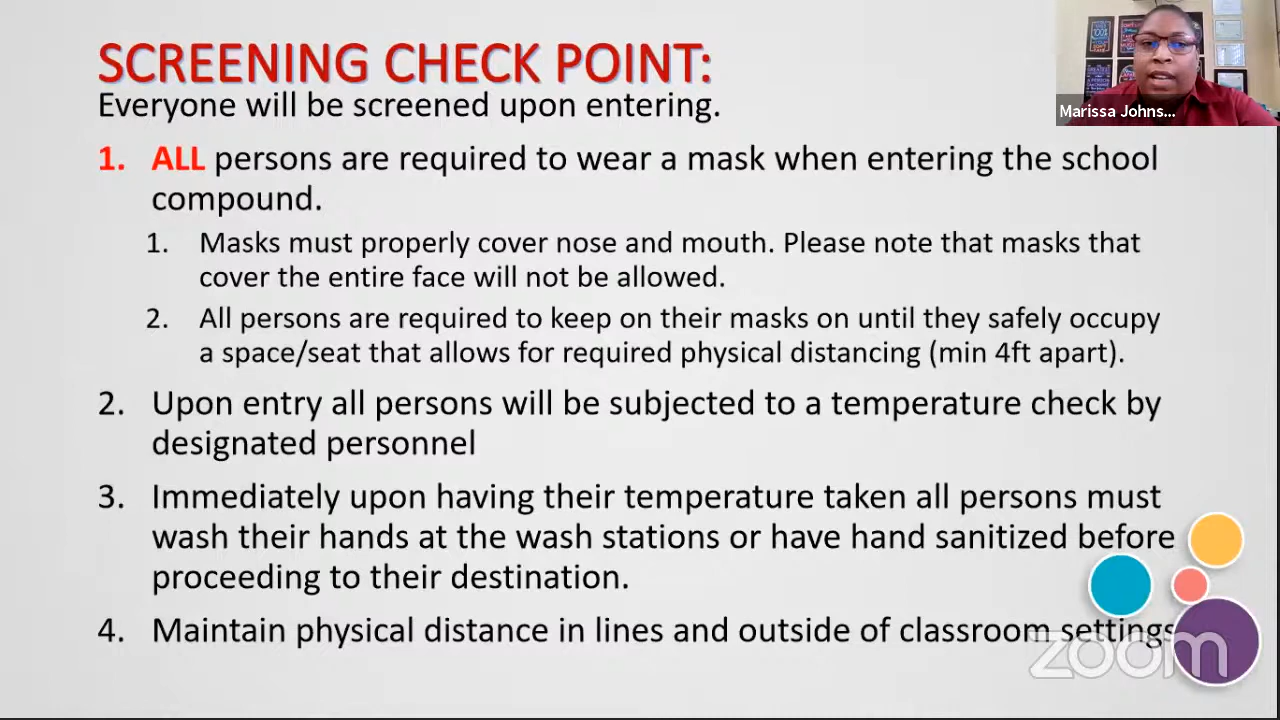 SCREENING CHECK POINT:
Everyone will be screened upon entering.
Marissa Johns...
1. ALL persons are required to wear a mask when entering the school
compound.
1. Masks must properly cover nose and mouth. Please note that masks that
cover the entire face will not be allowed.
2. All persons are required to keep on their masks on until they safely occupy
a space/seat that allows for required physical distancing (min 4ft apart).
2. Upon entry all persons will be subjected to a temperature check by
designated personnel
3. Immediately upon having their temperature taken all persons must
wash their hands at the wash stations or have hand sanitized before
proceeding to their destination.
4. Maintain physical distance in lines and outside of classroom settings
zoom